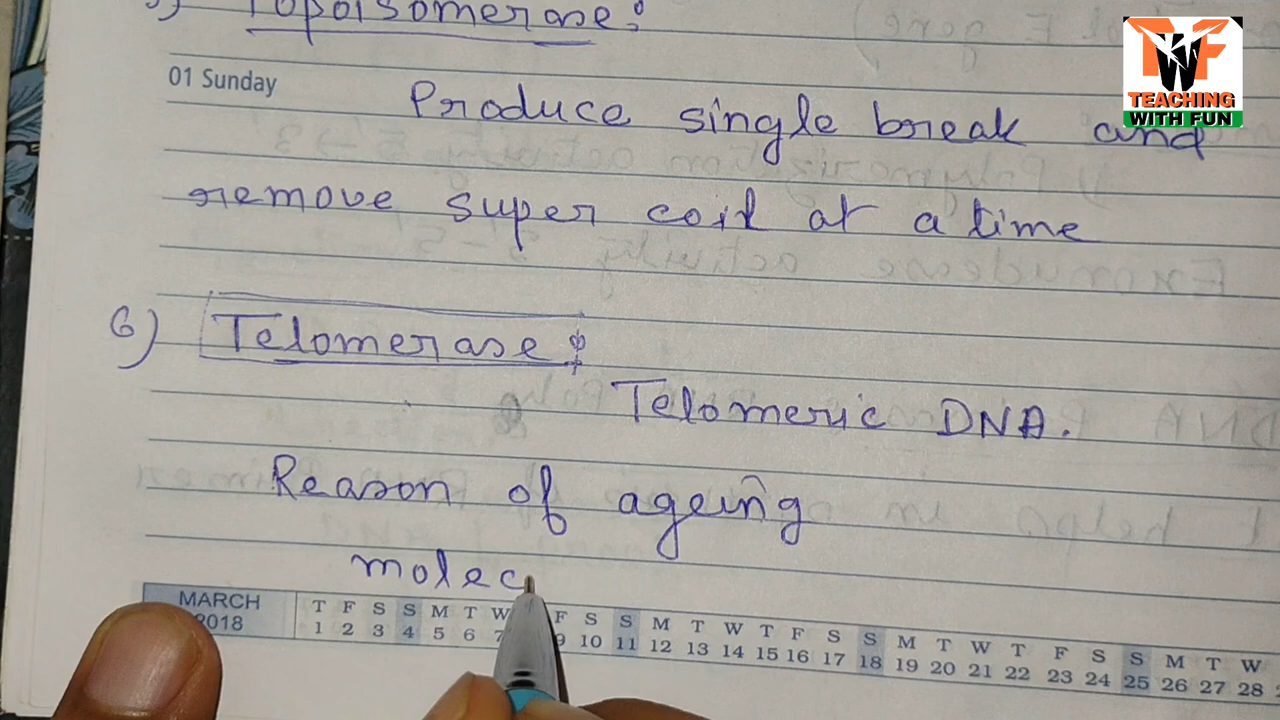 Topoisomerase:
01 Sunday
Produce single break and
remove super coil at a time
6) Telomerase:
Telomeric DNA.
Reason of ageing
molec
MARCH 2018
T F S S M T W F S S M T W T F S S M T W T F S S M T W
1 2 3 4 5 6 7 9 10 11 12 13 14 15 16 17 18 19 20 21 22 23 24 25 26 27 28
TWF
TEACHING
WITH FUN